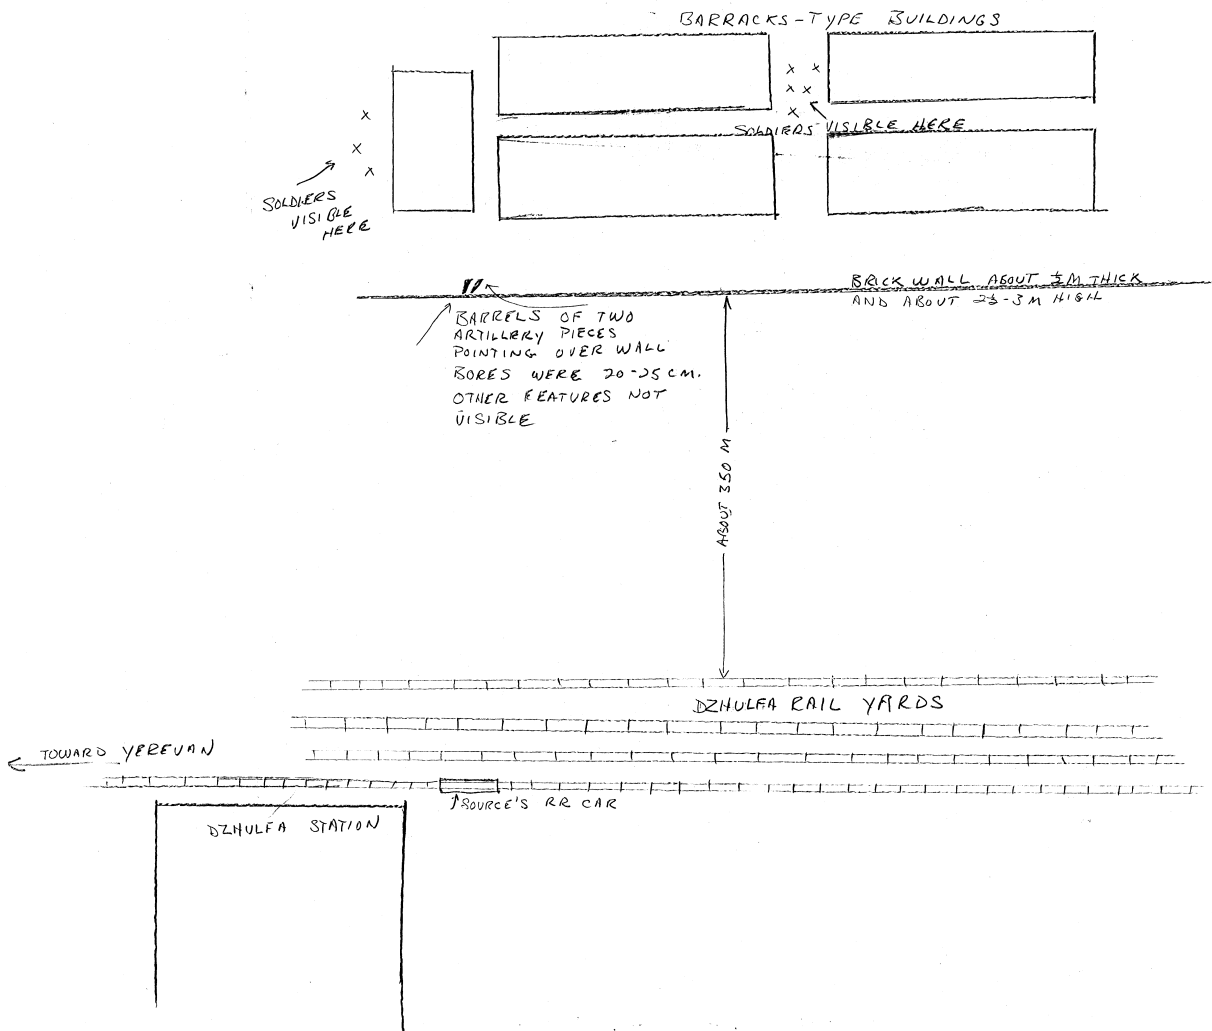 BARRACKS-TYPE BUILDINGS
SOLDIERS VISIBLE HERE
SOLDIERS
VISIBLE
HERE
BRICK WALL ABOUT ½M THICK
AND ABOUT 2½-3M HIGH
BARRELS OF TWO
ARTILLERY PIECES
POINTING OVER WALL
BORES WERE 20-25 CM.
OTHER FEATURES NOT
VISIBLE
ABOUT 350 M
DZHULFA RAIL YARDS
TOWARD YEREVAN
SOURCE'S RR CAR
DZHULFA STATION